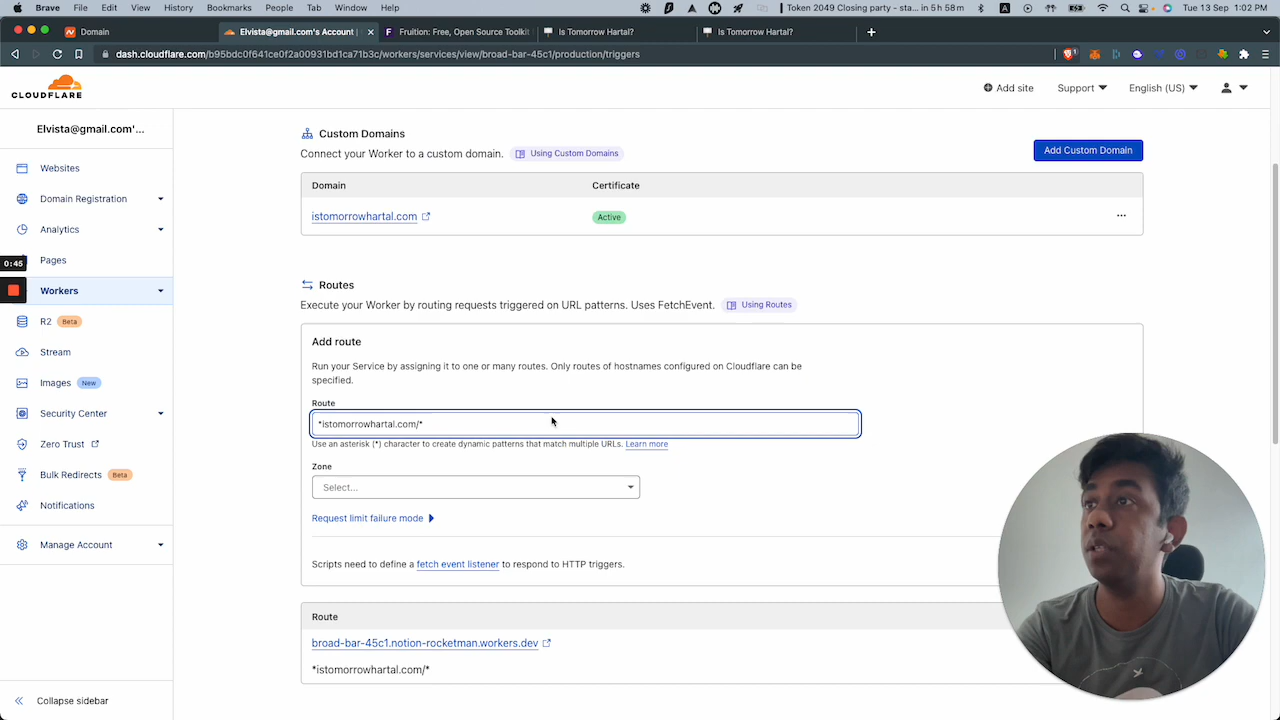 Brave File Edit View History Bookmarks People Tab Window Help
Token 2049 Closing party - sta... in 5h 58m
Tue 13 Sep 1:02 PM
Domain
Elvista@gmail.com's Account |
Fruition: Free, Open Source Toolkit
Is Tomorrow Hartal?
Is Tomorrow Hartal?
dash.cloudflare.com/b95bdc0f641ce0f2a00931bd1ca71b3c/workers/services/view/broad-bar-45c1/production/triggers
CLOUDFLARE
Add site
Support
English (US)
Elvista@gmail.com'...
Websites
Domain Registration
Analytics
Pages
0:45
Workers
R2 Beta
Stream
Images New
Security Center
Zero Trust
Bulk Redirects Beta
Notifications
Manage Account
Collapse sidebar
Custom Domains
Connect your Worker to a custom domain. Using Custom Domains
Add Custom Domain
Domain Certificate
istomorrowhartal.com Active
Routes
Execute your Worker by routing requests triggered on URL patterns. Uses FetchEvent. Using Routes
Add route
Run your Service by assigning it to one or many routes. Only routes of hostnames configured on Cloudflare can be
specified.
Route
*istomorrowhartal.com/*
Use an asterisk (*) character to create dynamic patterns that match multiple URLs. Learn more
Zone
Select...
Request limit failure mode
Scripts need to define a fetch event listener to respond to HTTP triggers.
Route
broad-bar-45c1.notion-rocketman.workers.dev
*istomorrowhartal.com/*